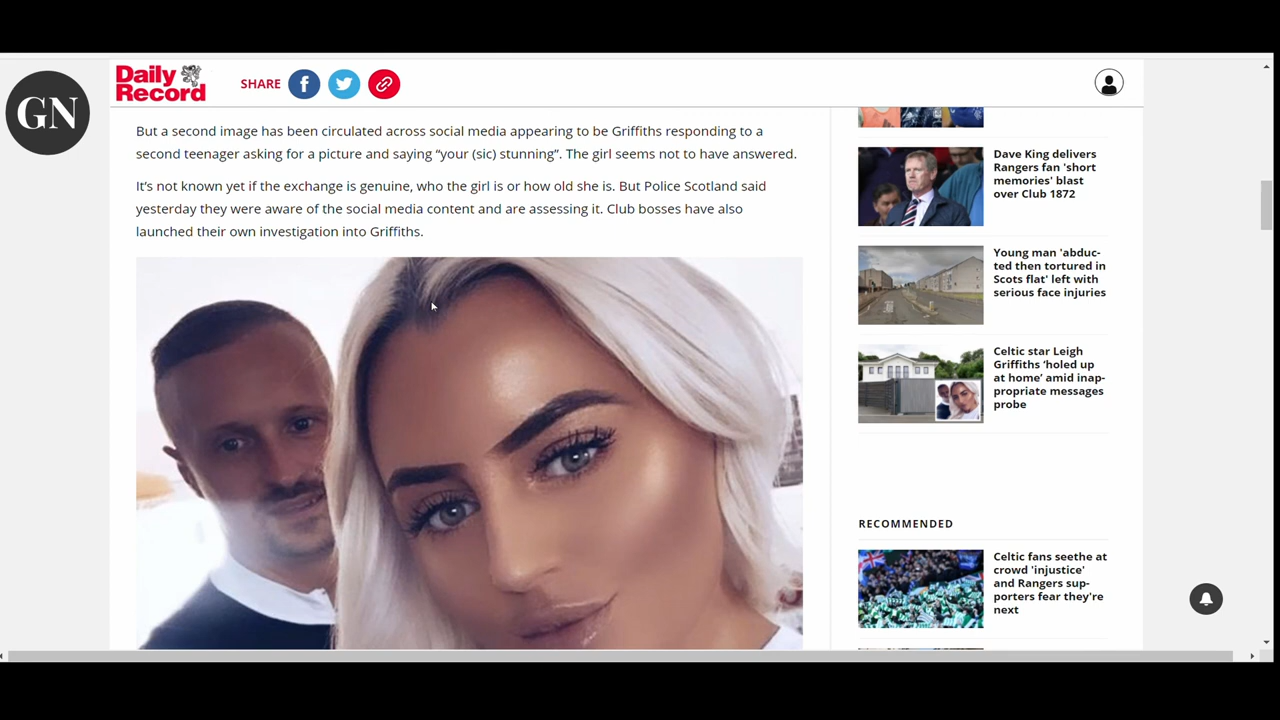 GN
Daily
Record
SHARE
But a second image has been circulated across social media appearing to be Griffiths responding to a
second teenager asking for a picture and saying “your (sic) stunning”. The girl seems not to have answered.
It’s not known yet if the exchange is genuine, who the girl is or how old she is. But Police Scotland said
yesterday they were aware of the social media content and are assessing it. Club bosses have also
launched their own investigation into Griffiths.
Dave King delivers
Rangers fan 'short
memories' blast
over Club 1872
Young man 'abduc-
ted then tortured in
Scots flat' left with
serious face injuries
Celtic star Leigh
Griffiths ‘holed up
at home’ amid inap-
propriate messages
probe
RECOMMENDED
Celtic fans seethe at
crowd 'injustice'
and Rangers sup-
porters fear they're
next